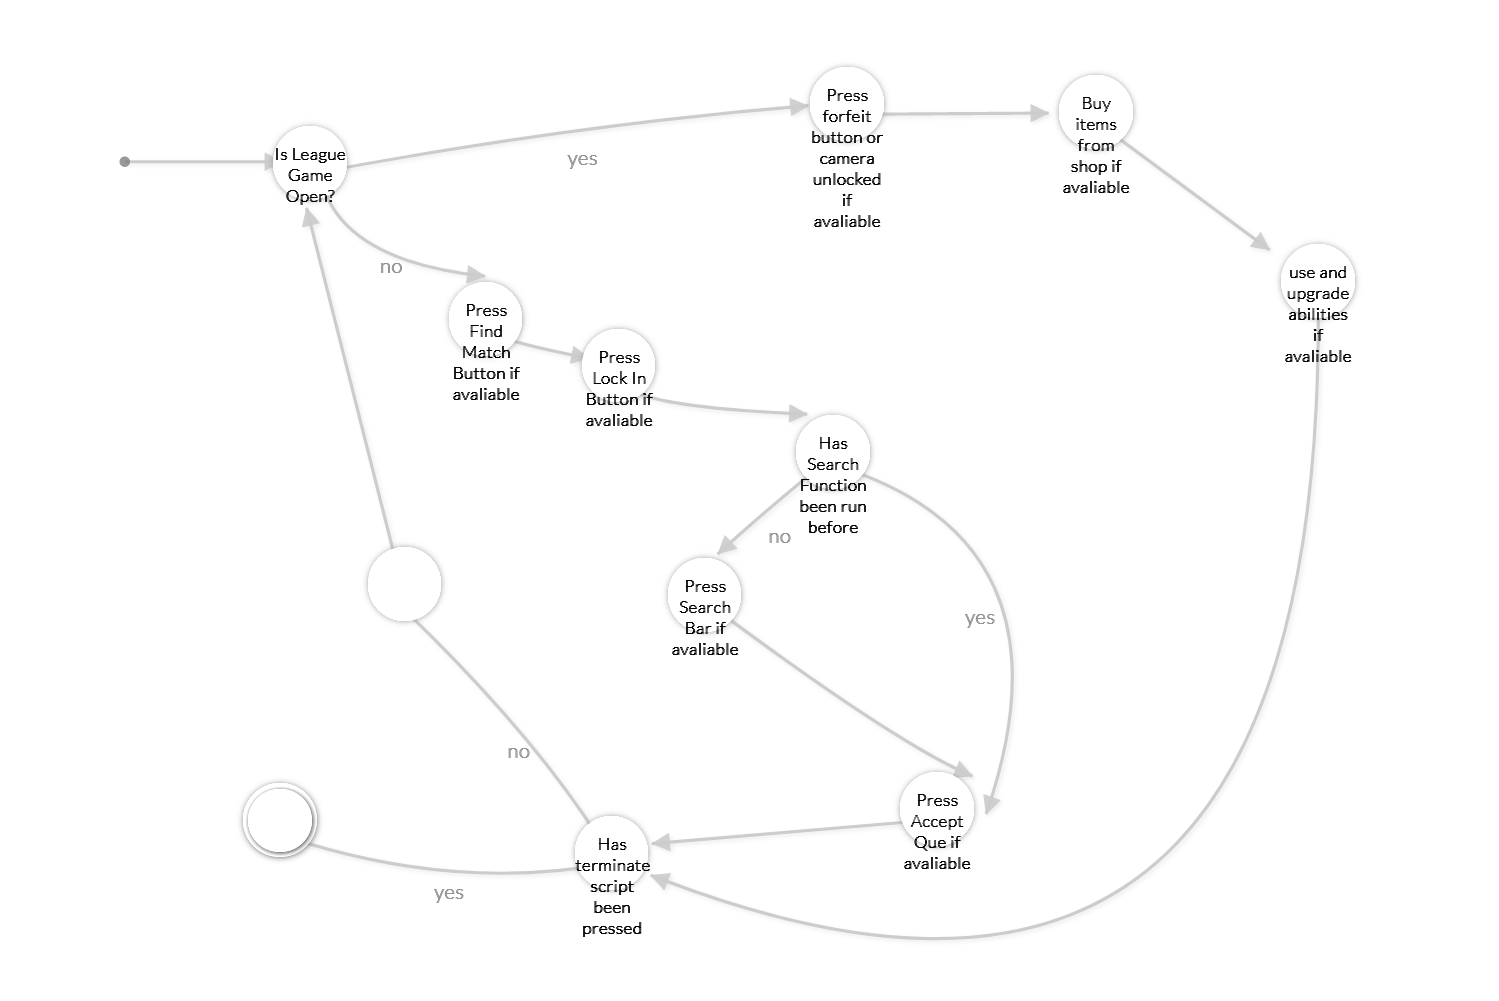 Is League
Game
Open?
yes
Press
forfeit
button or
camera
unlocked
if
avaliable
Buy
items
from
shop if
avaliable
use and
upgrade
abilities
if
avaliable
no
Press
Find
Match
Button if
avaliable
Press
Lock In
Button if
avaliable
Has
Search
Function
been run
before
no
Press
Search
Bar if
avaliable
yes
Press
Accept
Que if
avaliable
Has
terminate
script
been
pressed
no
yes